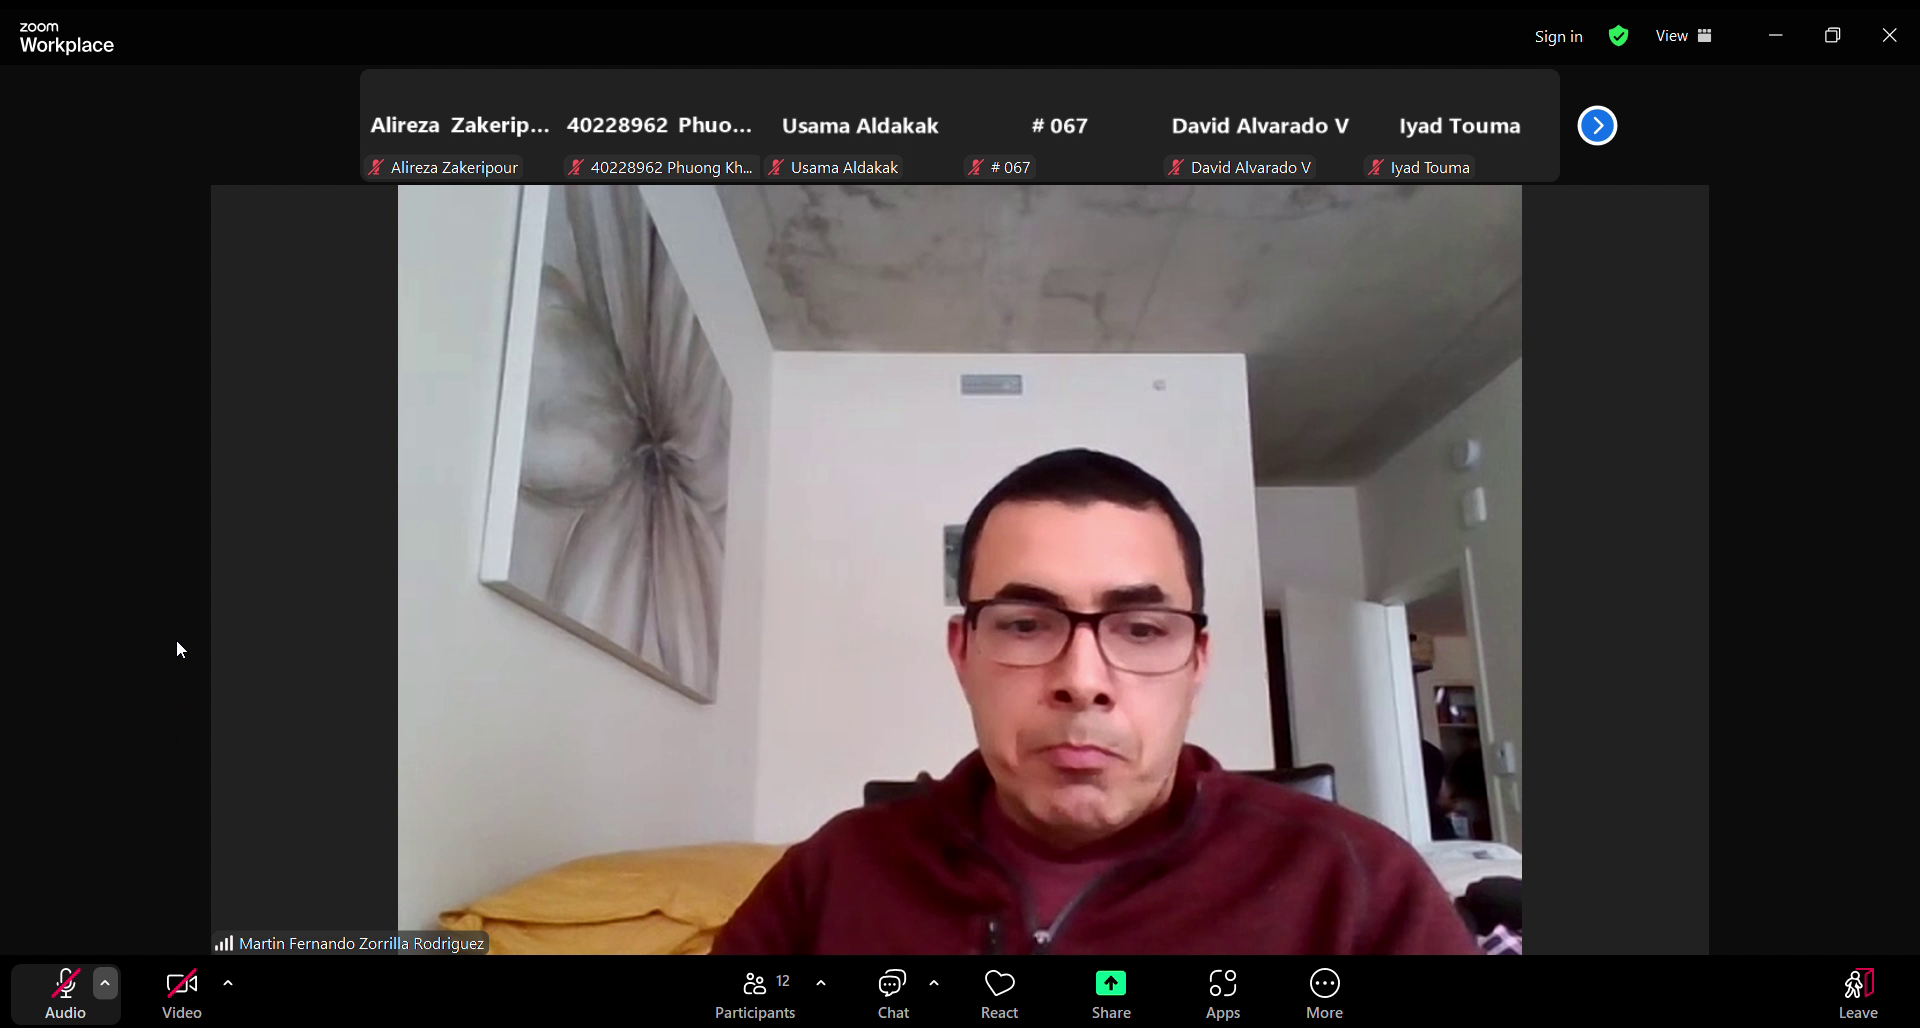 zoom
Workplace
Sign in
View
Alireza Zakerip...
40228962 Phuo...
Usama Aldakak
# 067
David Alvarado V
Iyad Touma
Alireza Zakeripour
40228962 Phuong Kh...
Usama Aldakak
# 067
David Alvarado V
Iyad Touma
Martin Fernando Zorrilla Rodriguez
12
Audio
Video
Participants
Chat
React
Share
Apps
More
Leave